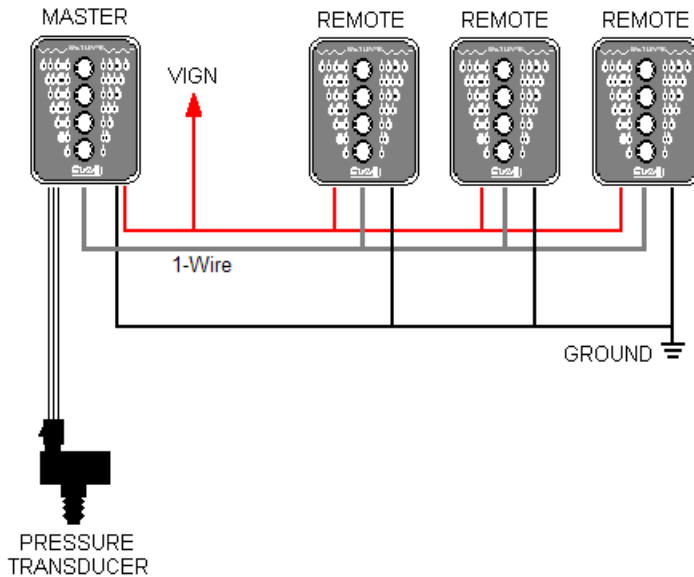 MASTER
REMOTE
REMOTE
REMOTE
VIGN
1-Wire
GROUND
PRESSURE
TRANSDUCER